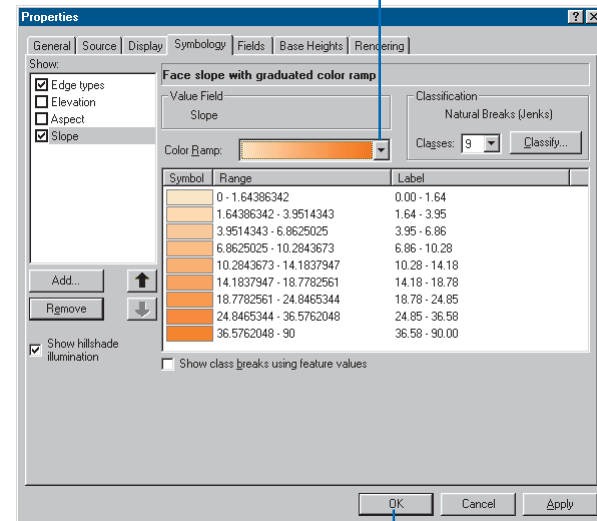 Properties
General Source Display Symbology Fields Base Heights Rendering
Show:
Edge types
Elevation
Aspect
Slope
Add...
Remove
Show hillshade
illumination
Face slope with graduated color ramp
Value Field
Slope
Classification
Natural Breaks (Jenks)
Color Ramp:
Classes: 9 Classify...
Symbol Range Label
0 - 1.64386342 0.00 - 1.64
1.64386342 - 3.9514343 1.64 - 3.95
3.9514343 - 6.8625025 3.95 - 6.86
6.8625025 - 10.2843673 6.86 - 10.28
10.2843673 - 14.1837947 10.28 - 14.18
14.1837947 - 18.7782561 14.18 - 18.78
18.7782561 - 24.8465344 18.78 - 24.85
24.8465344 - 36.5762048 24.85 - 36.58
36.5762048 - 90 36.58 - 90.00
Show class breaks using feature values
OK Cancel Apply